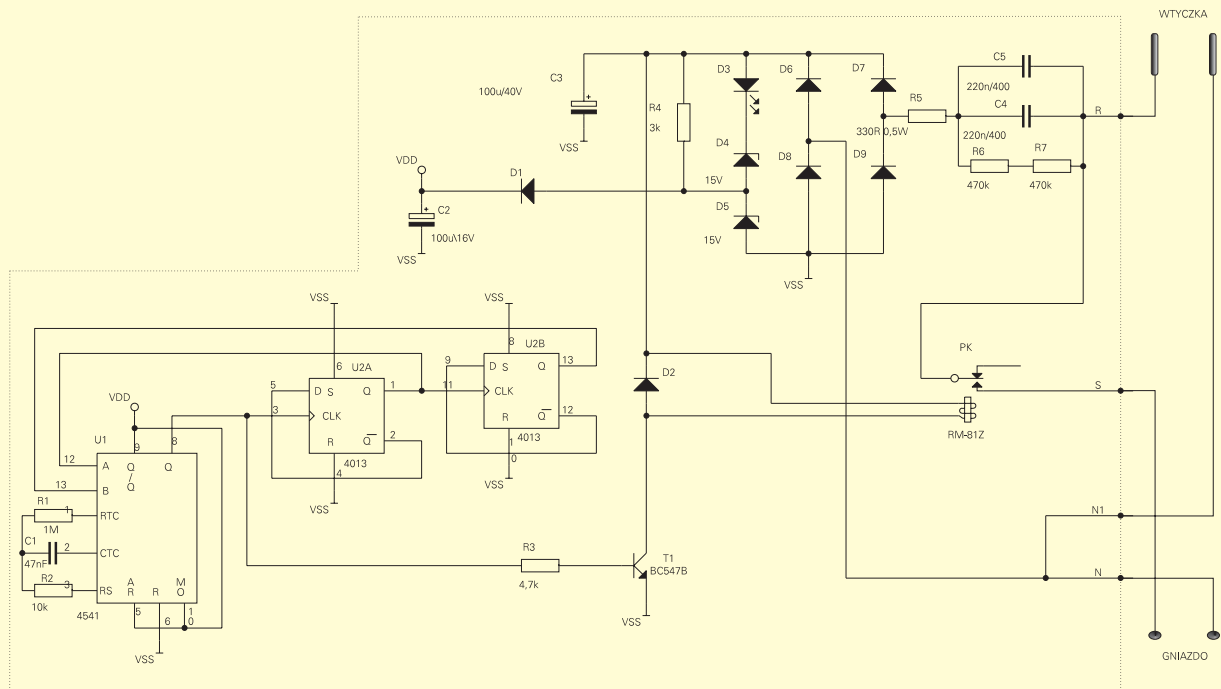 WTYCZKA
C3
100u/40V
VSS
R4
3k
D3
D6
D7
D4
15V
D8
D9
D5
15V
VSS
R5
330R 0,5W
C5
220n/400
C4
220n/400
R6
470k
R7
470k
R
VDD
D1
C2
100u\16V
VSS
VSS
VSS
8
U2B
9
D
S
Q
13
11
CLK
R
Q
12
1
0
4013
VSS
6
U2A
5
D
S
Q
1
3
CLK
R
Q
2
4013
4
VSS
D2
PK
S
RM-81Z
VDD
U1
9
8
12
A
Q
/
Q
Q
13
B
R1
1
RTC
1M
C1
2
CTC
47nF
R2
3
RS
10k
A
R
R
M
O
4541
5
6
1
0
VSS
R3
4,7k
T1
BC547B
VSS
N1
N
GNIAZDO